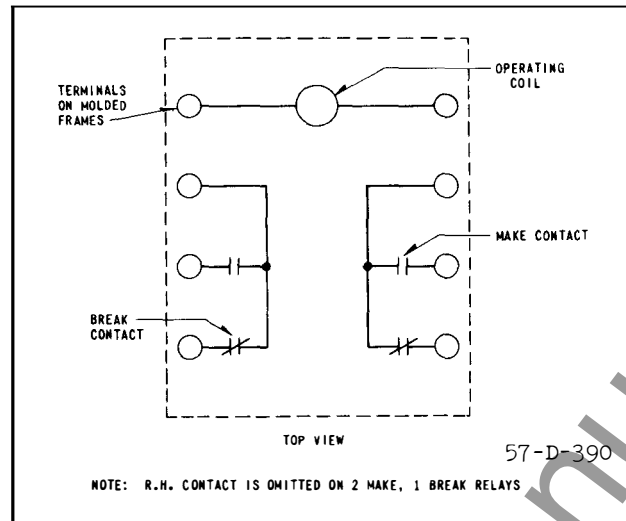 OPERATING
COIL
TERMINALS
ON MOLDED
FRAMES
MAKE CONTACT
BREAK
CONTACT
TOP VIEW
57-D-390
NOTE: R.H. CONTACT IS OMITTED ON 2 MAKE, 1 BREAK RELAYS